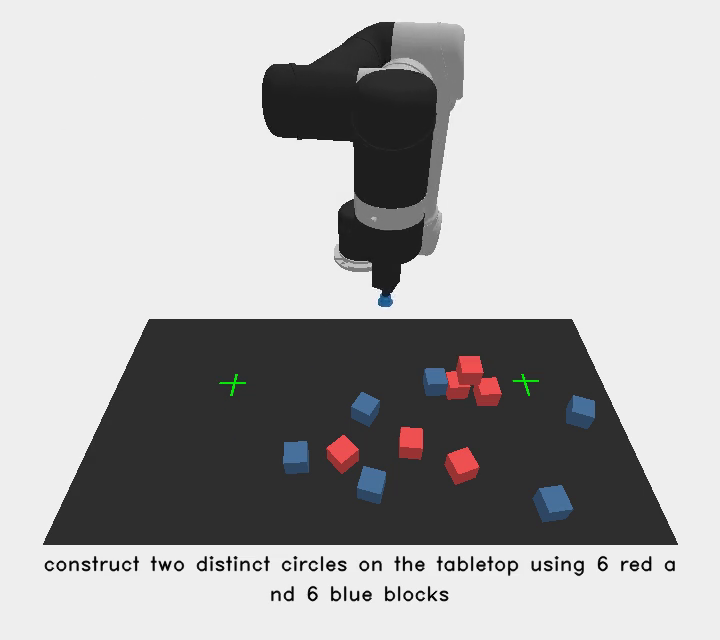 construct two distinct circles on the tabletop using 6 red a
nd 6 blue blocks